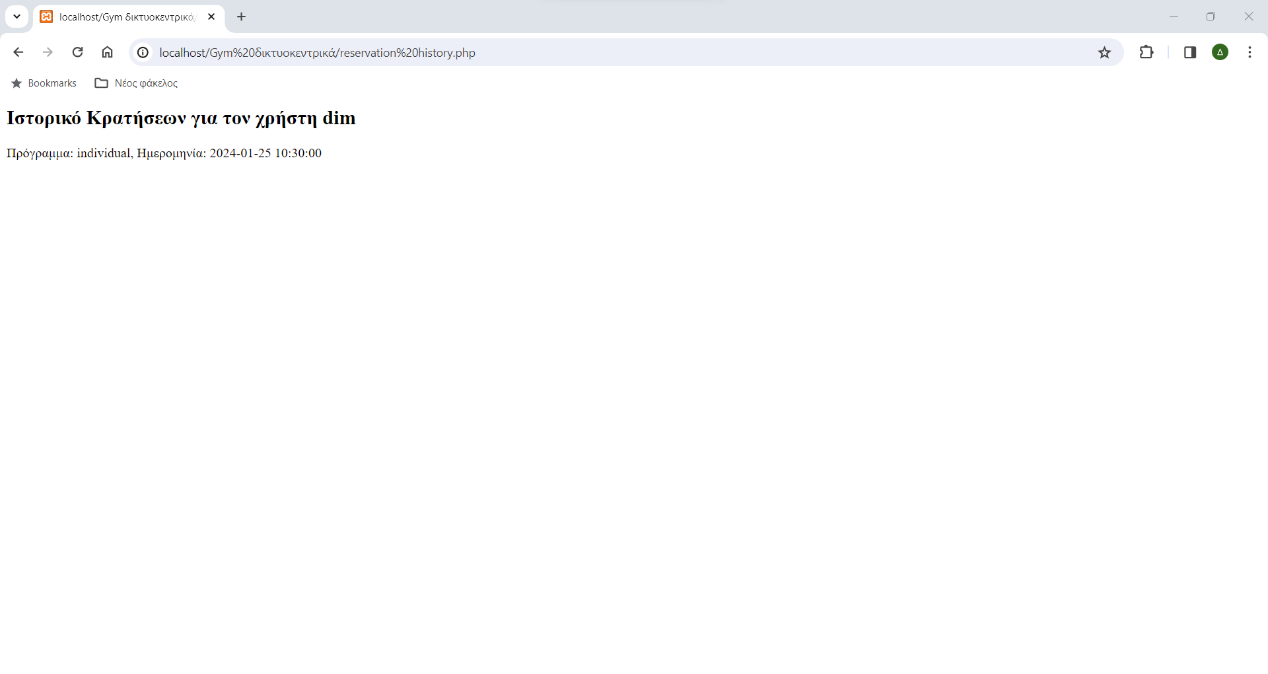 localhost/Gym δικτυοκεντρικά
localhost/Gym%20δικτυοκεντρικά/reservation%20history.php
Δ
Bookmarks Νέος φάκελος
Ιστορικό Κρατήσεων για τον χρήστη dim
Πρόγραμμα: individual, Ημερομηνία: 2024-01-25 10:30:00